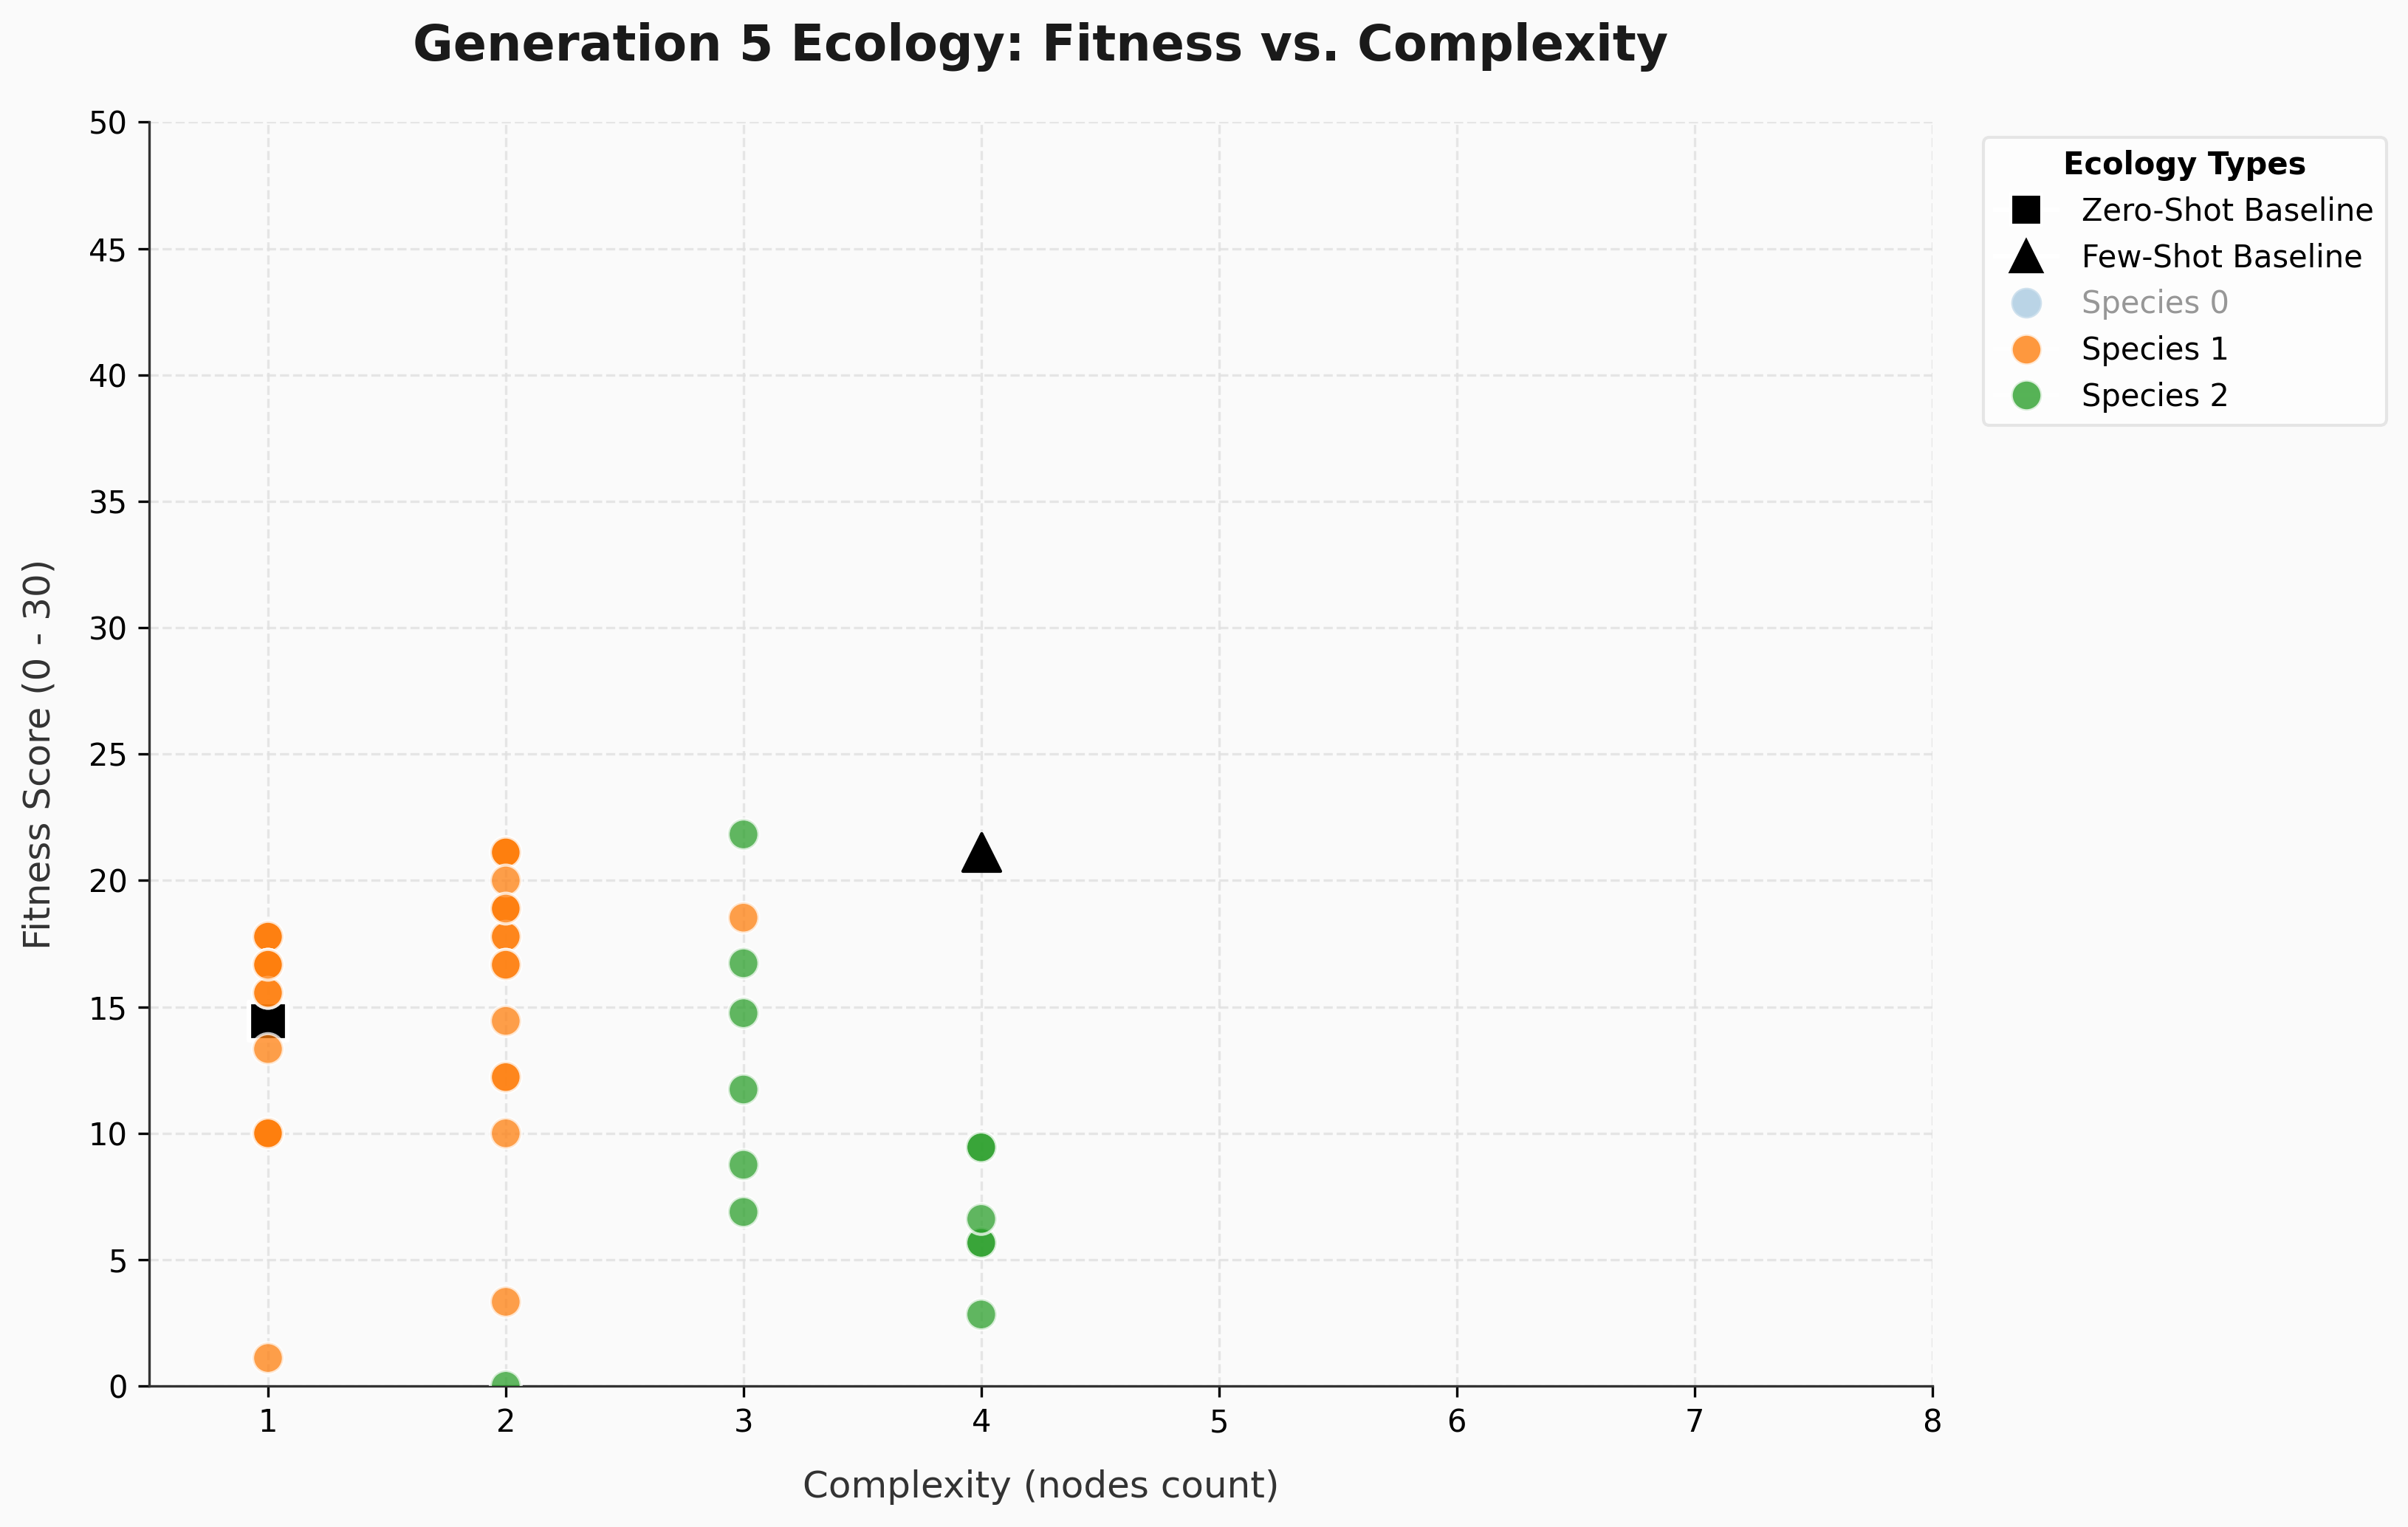 Generation 5 Ecology: Fitness vs. Complexity
50
45
40
35
30
25
20
15
10
5
0
Fitness Score (0 - 30)
1 2 3 4 5 6 7 8
Complexity (nodes count)
Ecology Types
Zero-Shot Baseline
Few-Shot Baseline
Species 0
Species 1
Species 2